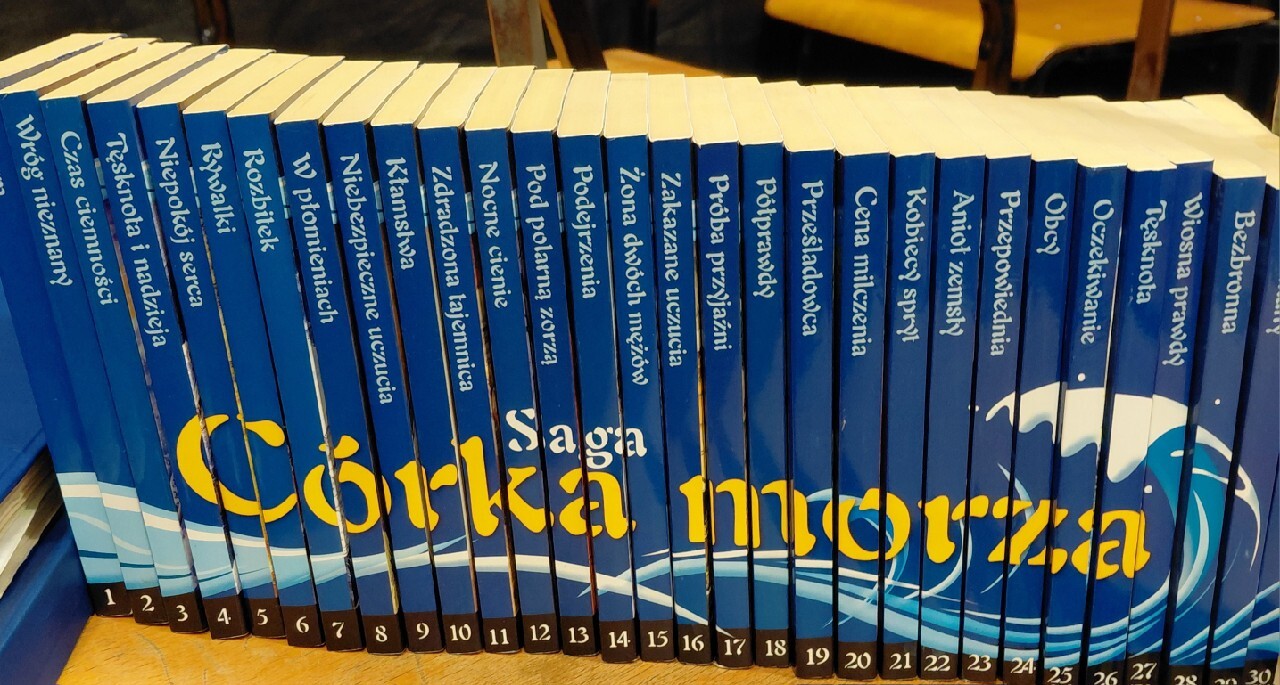 Wróg nieznany
Czas ciemności
Tęsknota i nadzieja
Niepokój serca
Rywalki
Rozbitek
W płomieniach
Niebezpieczne uczucia
Kłamstwa
Zdradzona tajemnica
Nocne cienie
Pod polarną zorzą
Podejrzenia
Żona dwóch mężów
Zakazane uczucia
Próba przyjaźni
Półprawdy
Prześladowca
Cena milczenia
Kobiecy spryt
Anioł zemsty
Przepowiednia
Obcy
Oczekiwanie
Tęsknota
Wiosna prawdy
Bezbronna
Saga
Córka morza
1 2 3 4 5 6 7 8 9 10 11 12 13 14 15 16 17 18 19 20 21 22 23 24 25 26 27 28 29 30